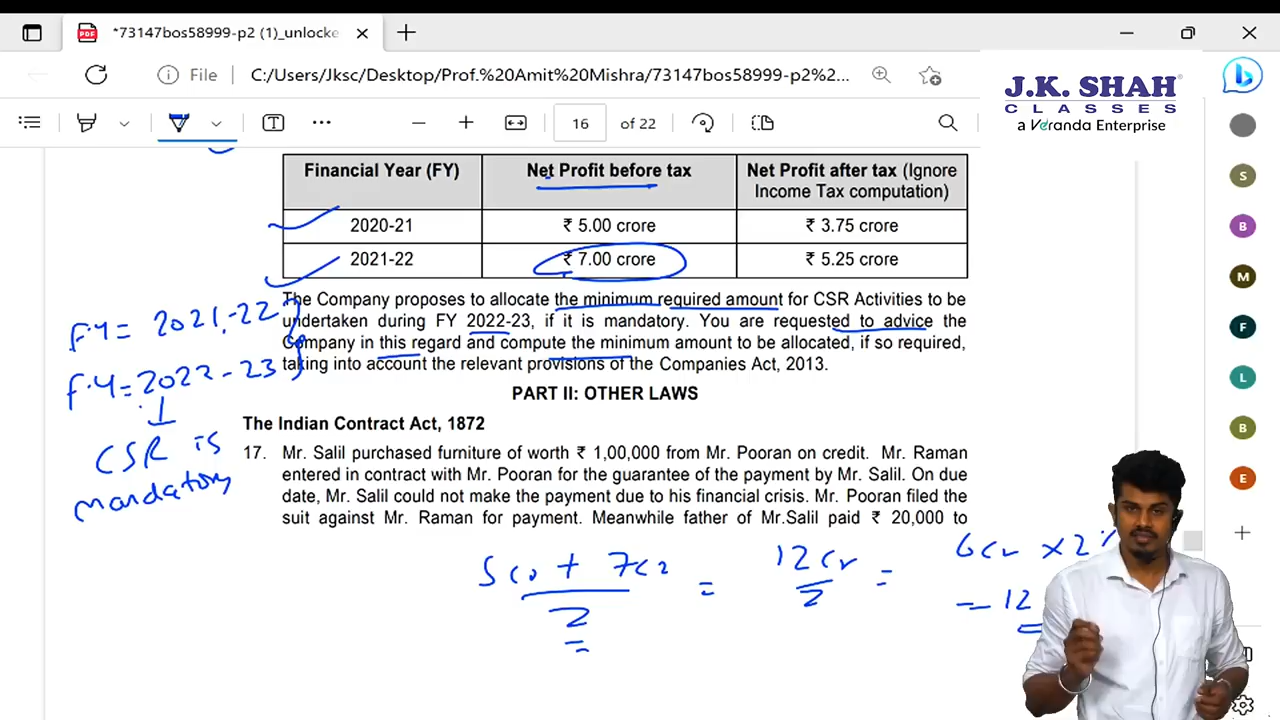 *73147bos58999-p2 (1)_unlocke
File
C:/Users/Jksc/Desktop/Prof.%20Amit%20Mishra/73147bos58999-p2%2...
J.K. SHAH
CLASSES
a Veranda Enterprise
16 of 22
Financial Year (FY) Net Profit before tax Net Profit after tax (Ignore
Income Tax computation)
2020-21 ₹ 5.00 crore ₹ 3.75 crore
2021-22 ₹ 7.00 crore ₹ 5.25 crore
The Company proposes to allocate the minimum required amount for CSR Activities to be
undertaken during FY 2022-23, if it is mandatory. You are requested to advice the
Company in this regard and compute the minimum amount to be allocated, if so required,
taking into account the relevant provisions of the Companies Act, 2013.
F.Y = 2021-22
F.Y = 2022-23
CSR is
mandatory
PART II: OTHER LAWS
The Indian Contract Act, 1872
17. Mr. Salil purchased furniture of worth ₹ 1,00,000 from Mr. Pooran on credit. Mr. Raman
entered in contract with Mr. Pooran for the guarantee of the payment by Mr. Salil. On due
date, Mr. Salil could not make the payment due to his financial crisis. Mr. Pooran filed the
suit against Mr. Raman for payment. Meanwhile father of Mr.Salil paid ₹ 20,000 to
5cr + 7cr = 12cr = 6cr x 2%
2 2 = 12
S
B
M
F
L
B
E